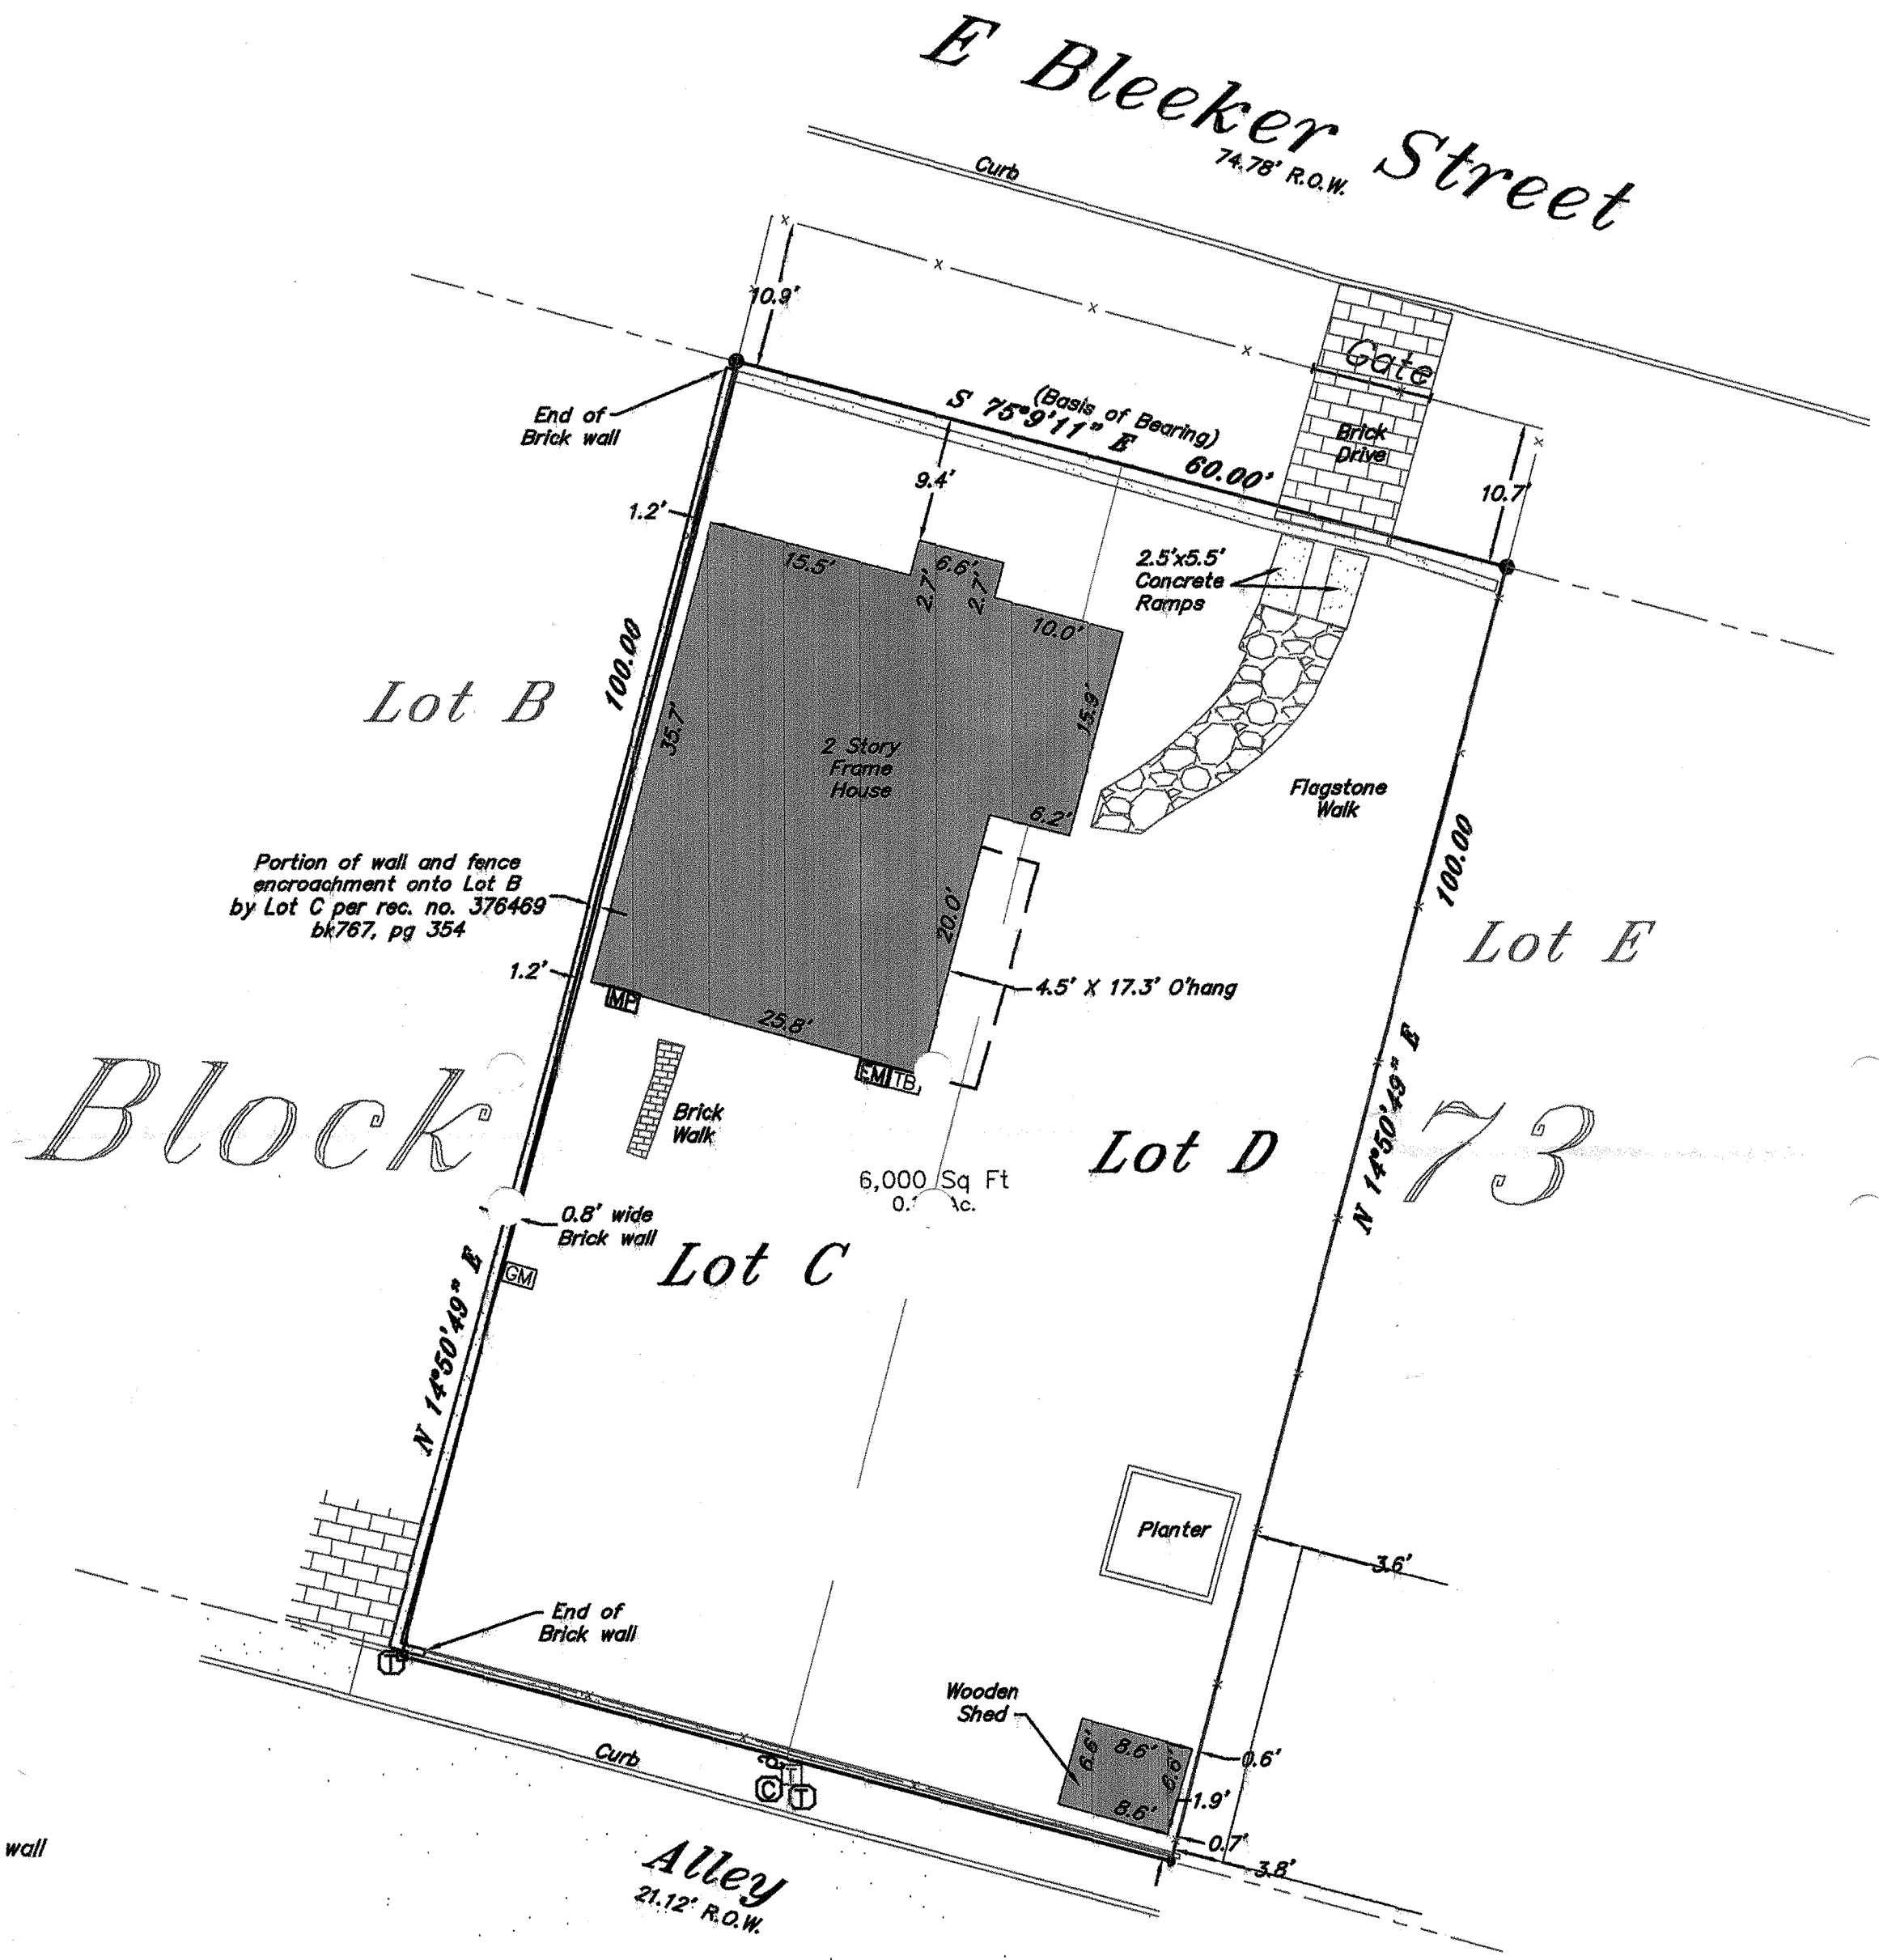 E Bleeker Street
74.78' R.O.W.
Curb
10.9'
Gate
End of
Brick wall
(Basis of Bearing)
S 75°9'11" E 60.00'
Brick
Drive
9.4'
10.7'
1.2'
15.5'
2.7'
6.6'
2.7'
10.0'
2.5'x5.5'
Concrete
Ramps
100.00
Lot B
35.7'
15.9'
2 Story
Frame
House
Flagstone
Walk
6.2'
100.00
Portion of wall and fence
encroachment onto Lot B
by Lot C per rec. no. 376469
bk767, pg 354
20.0'
Lot E
1.2'
MP
4.5' X 17.3' O'hang
25.8'
EM
TB
Block 73
Brick
Walk
Lot D
N 14°50'49" E
6,000 Sq Ft
0.8' wide
Brick wall
Lot C
GM
N 14°50'49" E
Planter
3.6'
End of
Brick wall
T
Wooden
Shed
6.6'
8.6'
6.6'
8.6'
0.6'
1.9'
0.7'
3.8'
Curb
C
T
wall
Alley
21.12' R.O.W.